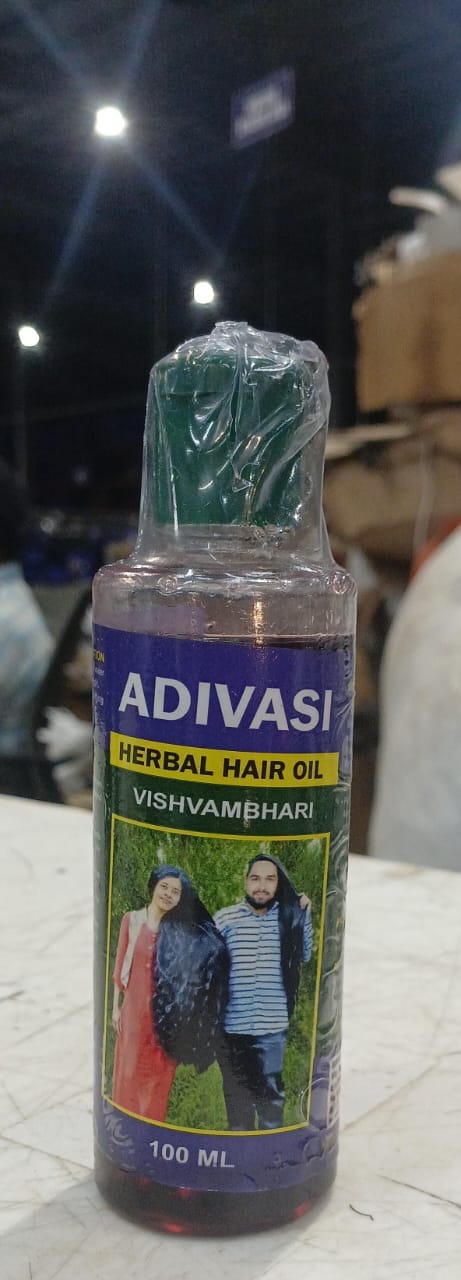 ADIVASI
HERBAL HAIR OIL
VISHVAMBHARI
100 ML